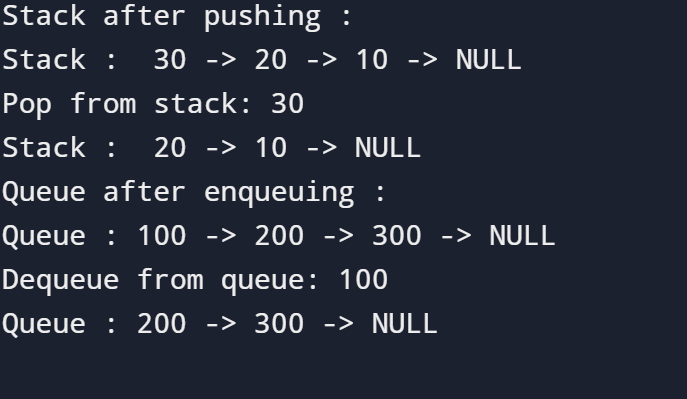 Stack after pushing :
Stack :  30 -> 20 -> 10 -> NULL
Pop from stack: 30
Stack :  20 -> 10 -> NULL
Queue after enqueuing :
Queue : 100 -> 200 -> 300 -> NULL
Dequeue from queue: 100
Queue : 200 -> 300 -> NULL